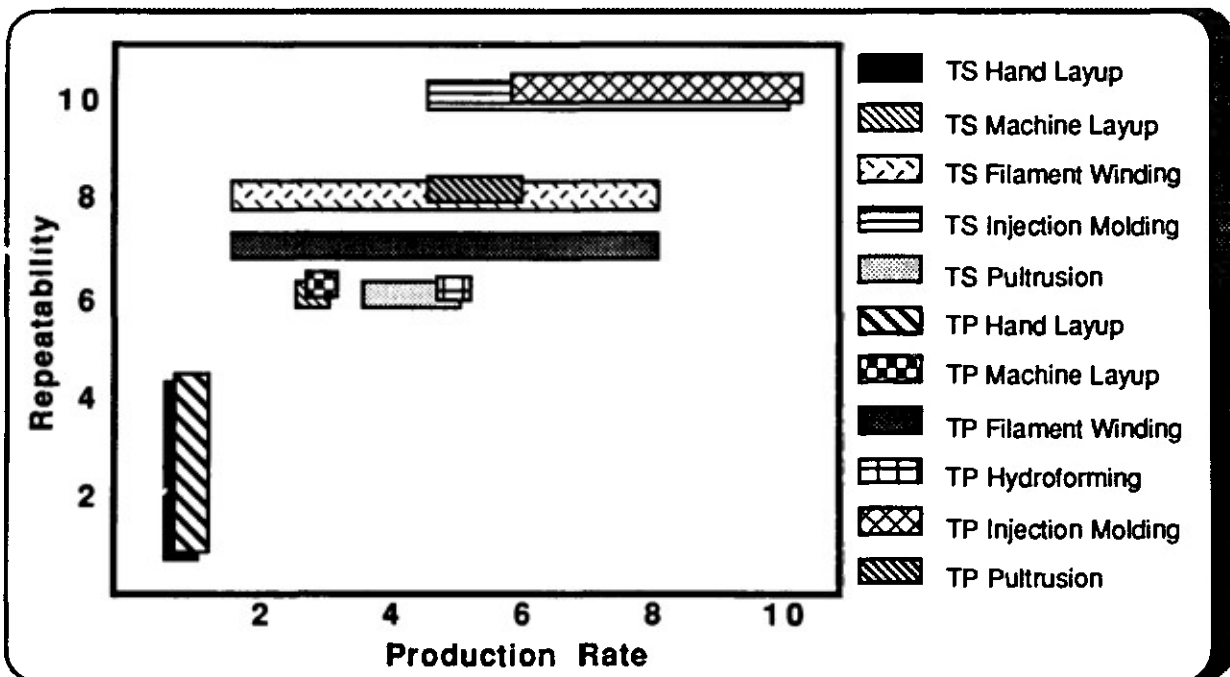 Repeatability
10
8
6
4
2
2 4 6 8 10
Production Rate
TS Hand Layup
TS Machine Layup
TS Filament Winding
TS Injection Molding
TS Pultrusion
TP Hand Layup
TP Machine Layup
TP Filament Winding
TP Hydroforming
TP Injection Molding
TP Pultrusion